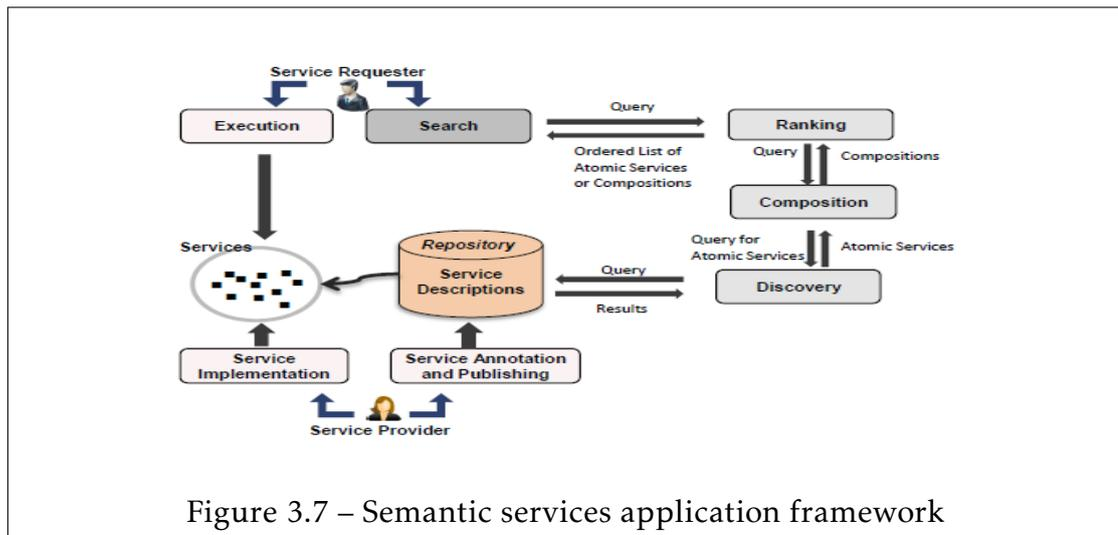 Service Requester
Execution
Search
Query
Ordered List of
Atomic Services
or Compositions
Ranking
Query
Compositions
Composition
Query for
Atomic Services
Atomic Services
Discovery
Services
Repository
Service
Descriptions
Query
Results
Service
Implementation
Service Annotation
and Publishing
Service Provider
Figure 3.7 – Semantic services application framework